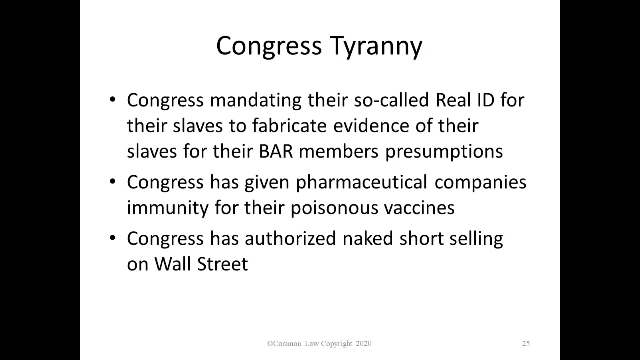 Congress Tyranny
• Congress mandating their so-called Real ID for
their slaves to fabricate evidence of their
slaves for their BAR members presumptions
• Congress has given pharmaceutical companies
immunity for their poisonous vaccines
• Congress has authorized naked short selling
on Wall Street
©Common Law Copyright 2020
25